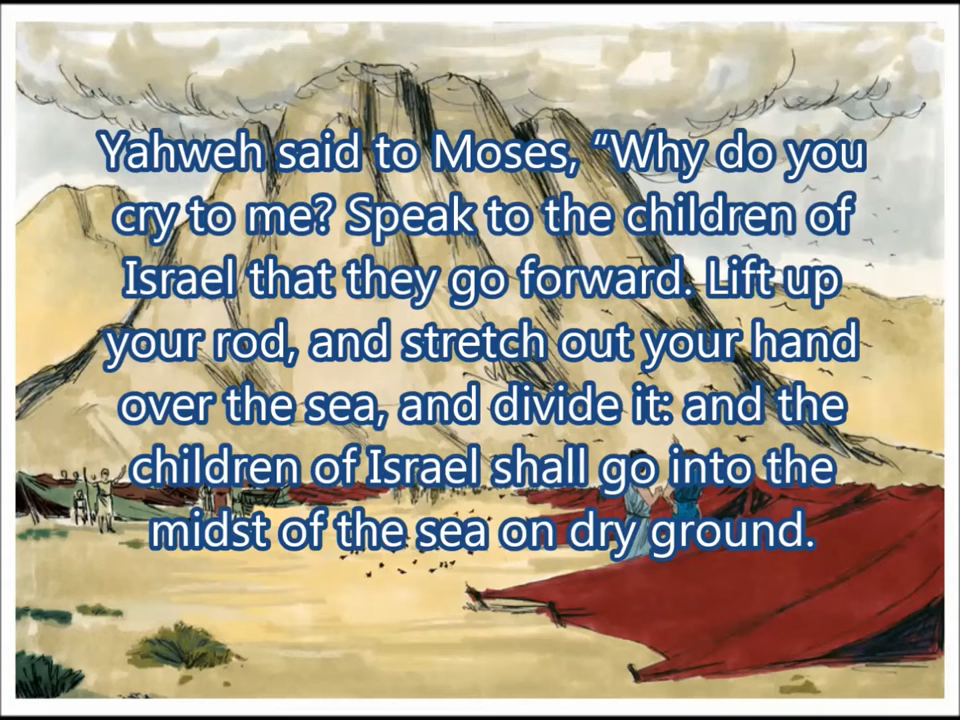 Yahweh said to Moses, “Why do you
cry to me? Speak to the children of
Israel that they go forward. Lift up
your rod, and stretch out your hand
over the sea, and divide it: and the
children of Israel shall go into the
midst of the sea on dry ground.